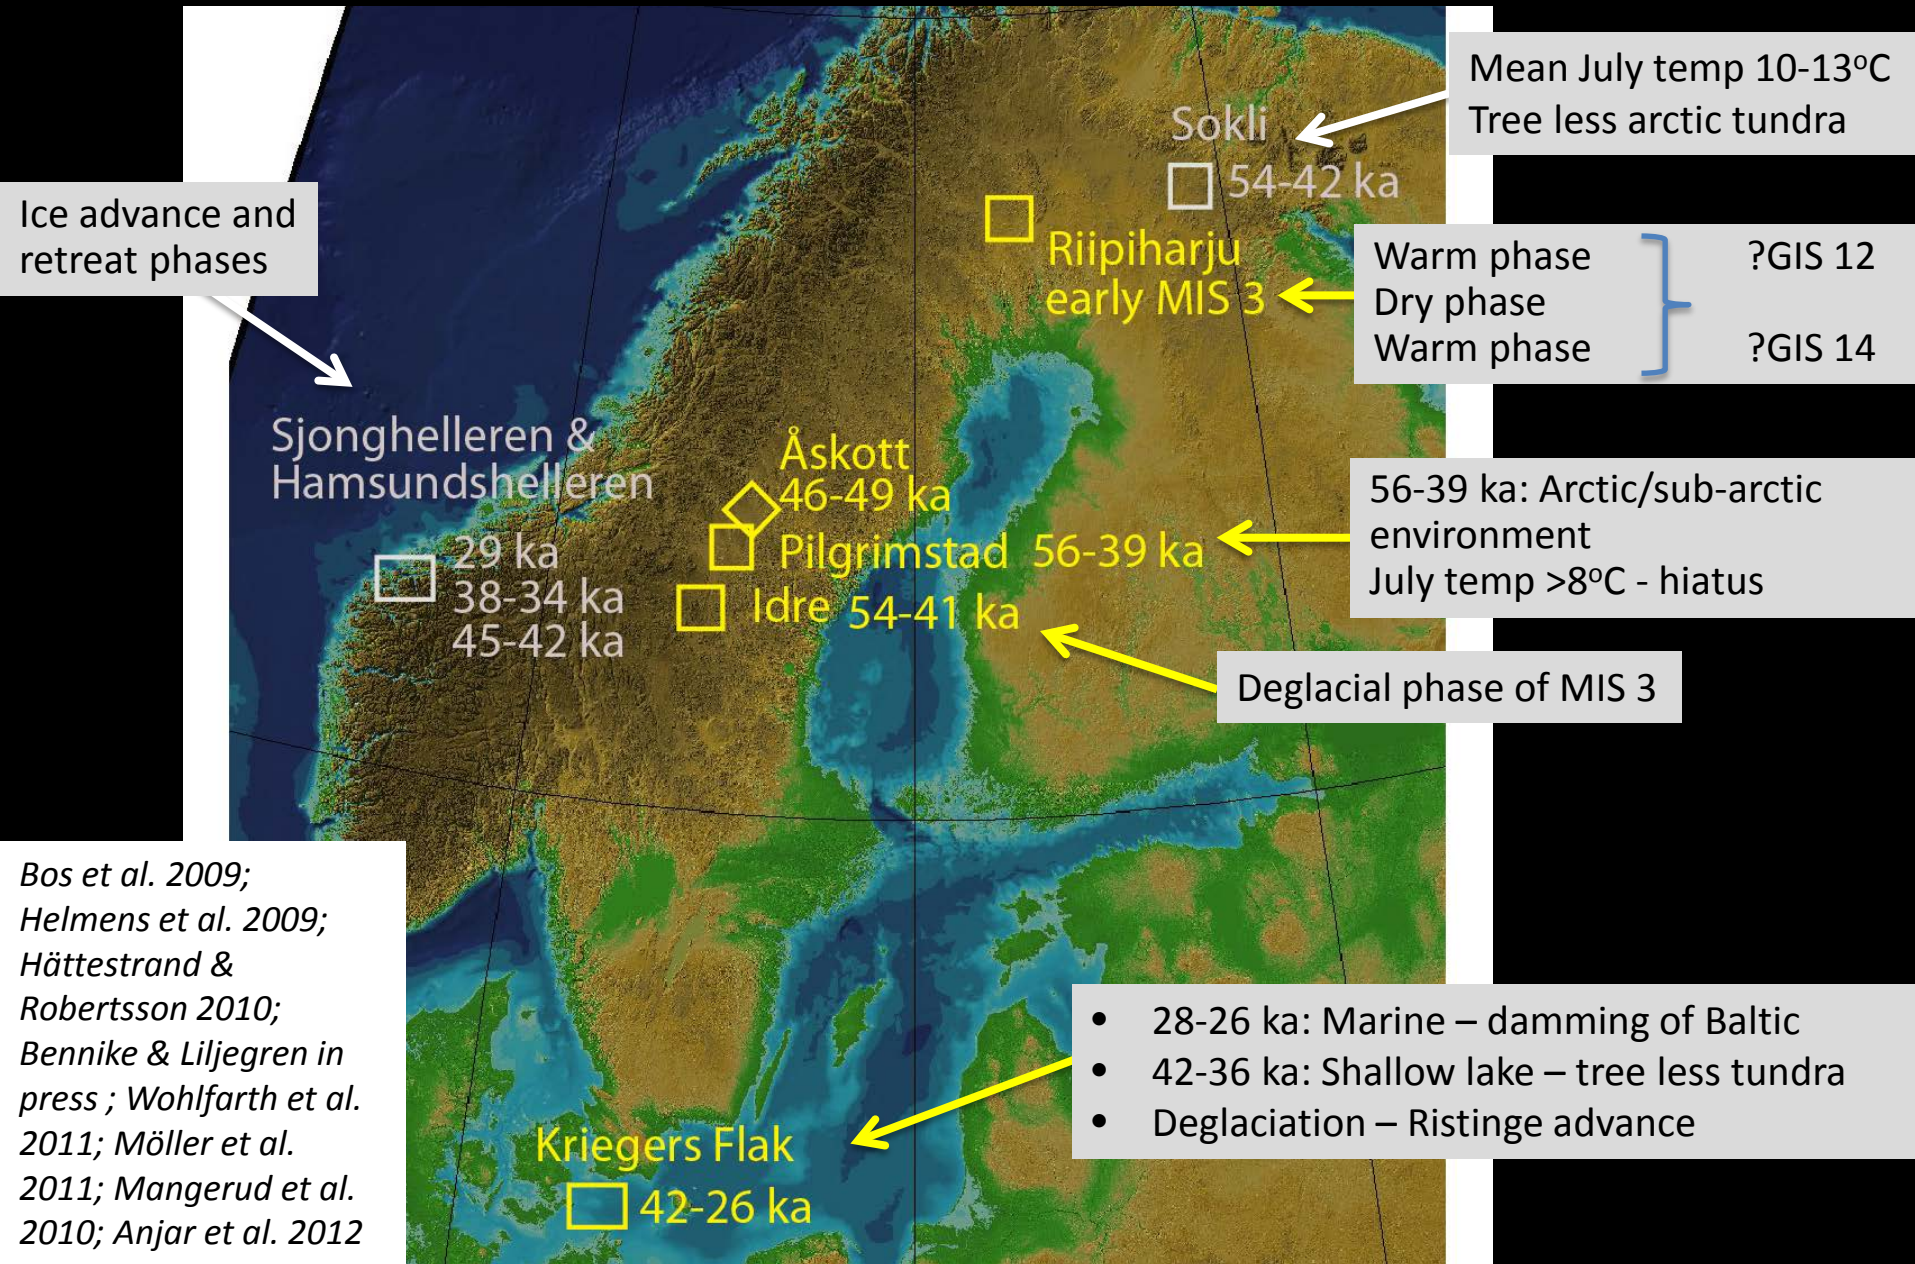 Mean July temp 10-13°C
Tree less arctic tundra
Sokli
54-42 ka
Ice advance and
retreat phases
Riipiharju
early MIS 3
Warm phase ?GIS 12
Dry phase
Warm phase ?GIS 14
Sjonghelleren &
Hamsundshelleren
29 ka
38-34 ka
45-42 ka
Åskott
46-49 ka
Pilgrimstad 56-39 ka
Idre 54-41 ka
56-39 ka: Arctic/sub-arctic
environment
July temp >8°C - hiatus
Deglacial phase of MIS 3
Bos et al. 2009;
Helmens et al. 2009;
Hättestrand &
Robertsson 2010;
Bennike & Liljegren in
press ; Wohlfarth et al.
2011; Möller et al.
2011; Mangerud et al.
2010; Anjar et al. 2012
• 28-26 ka: Marine – damming of Baltic
• 42-36 ka: Shallow lake – tree less tundra
• Deglaciation – Ristinge advance
Kriegers Flak
42-26 ka